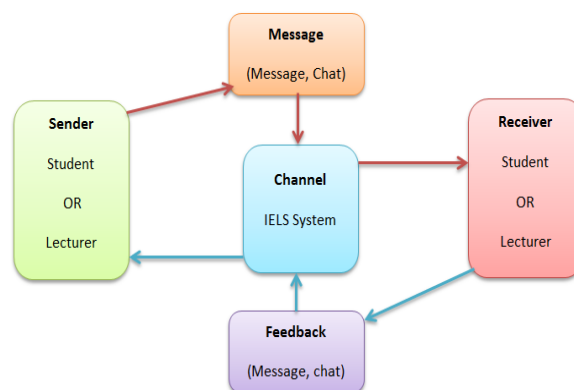 Message
(Message, Chat)
Sender
Student
OR
Lecturer
Channel
IELS System
Receiver
Student
OR
Lecturer
Feedback
(Message, chat)